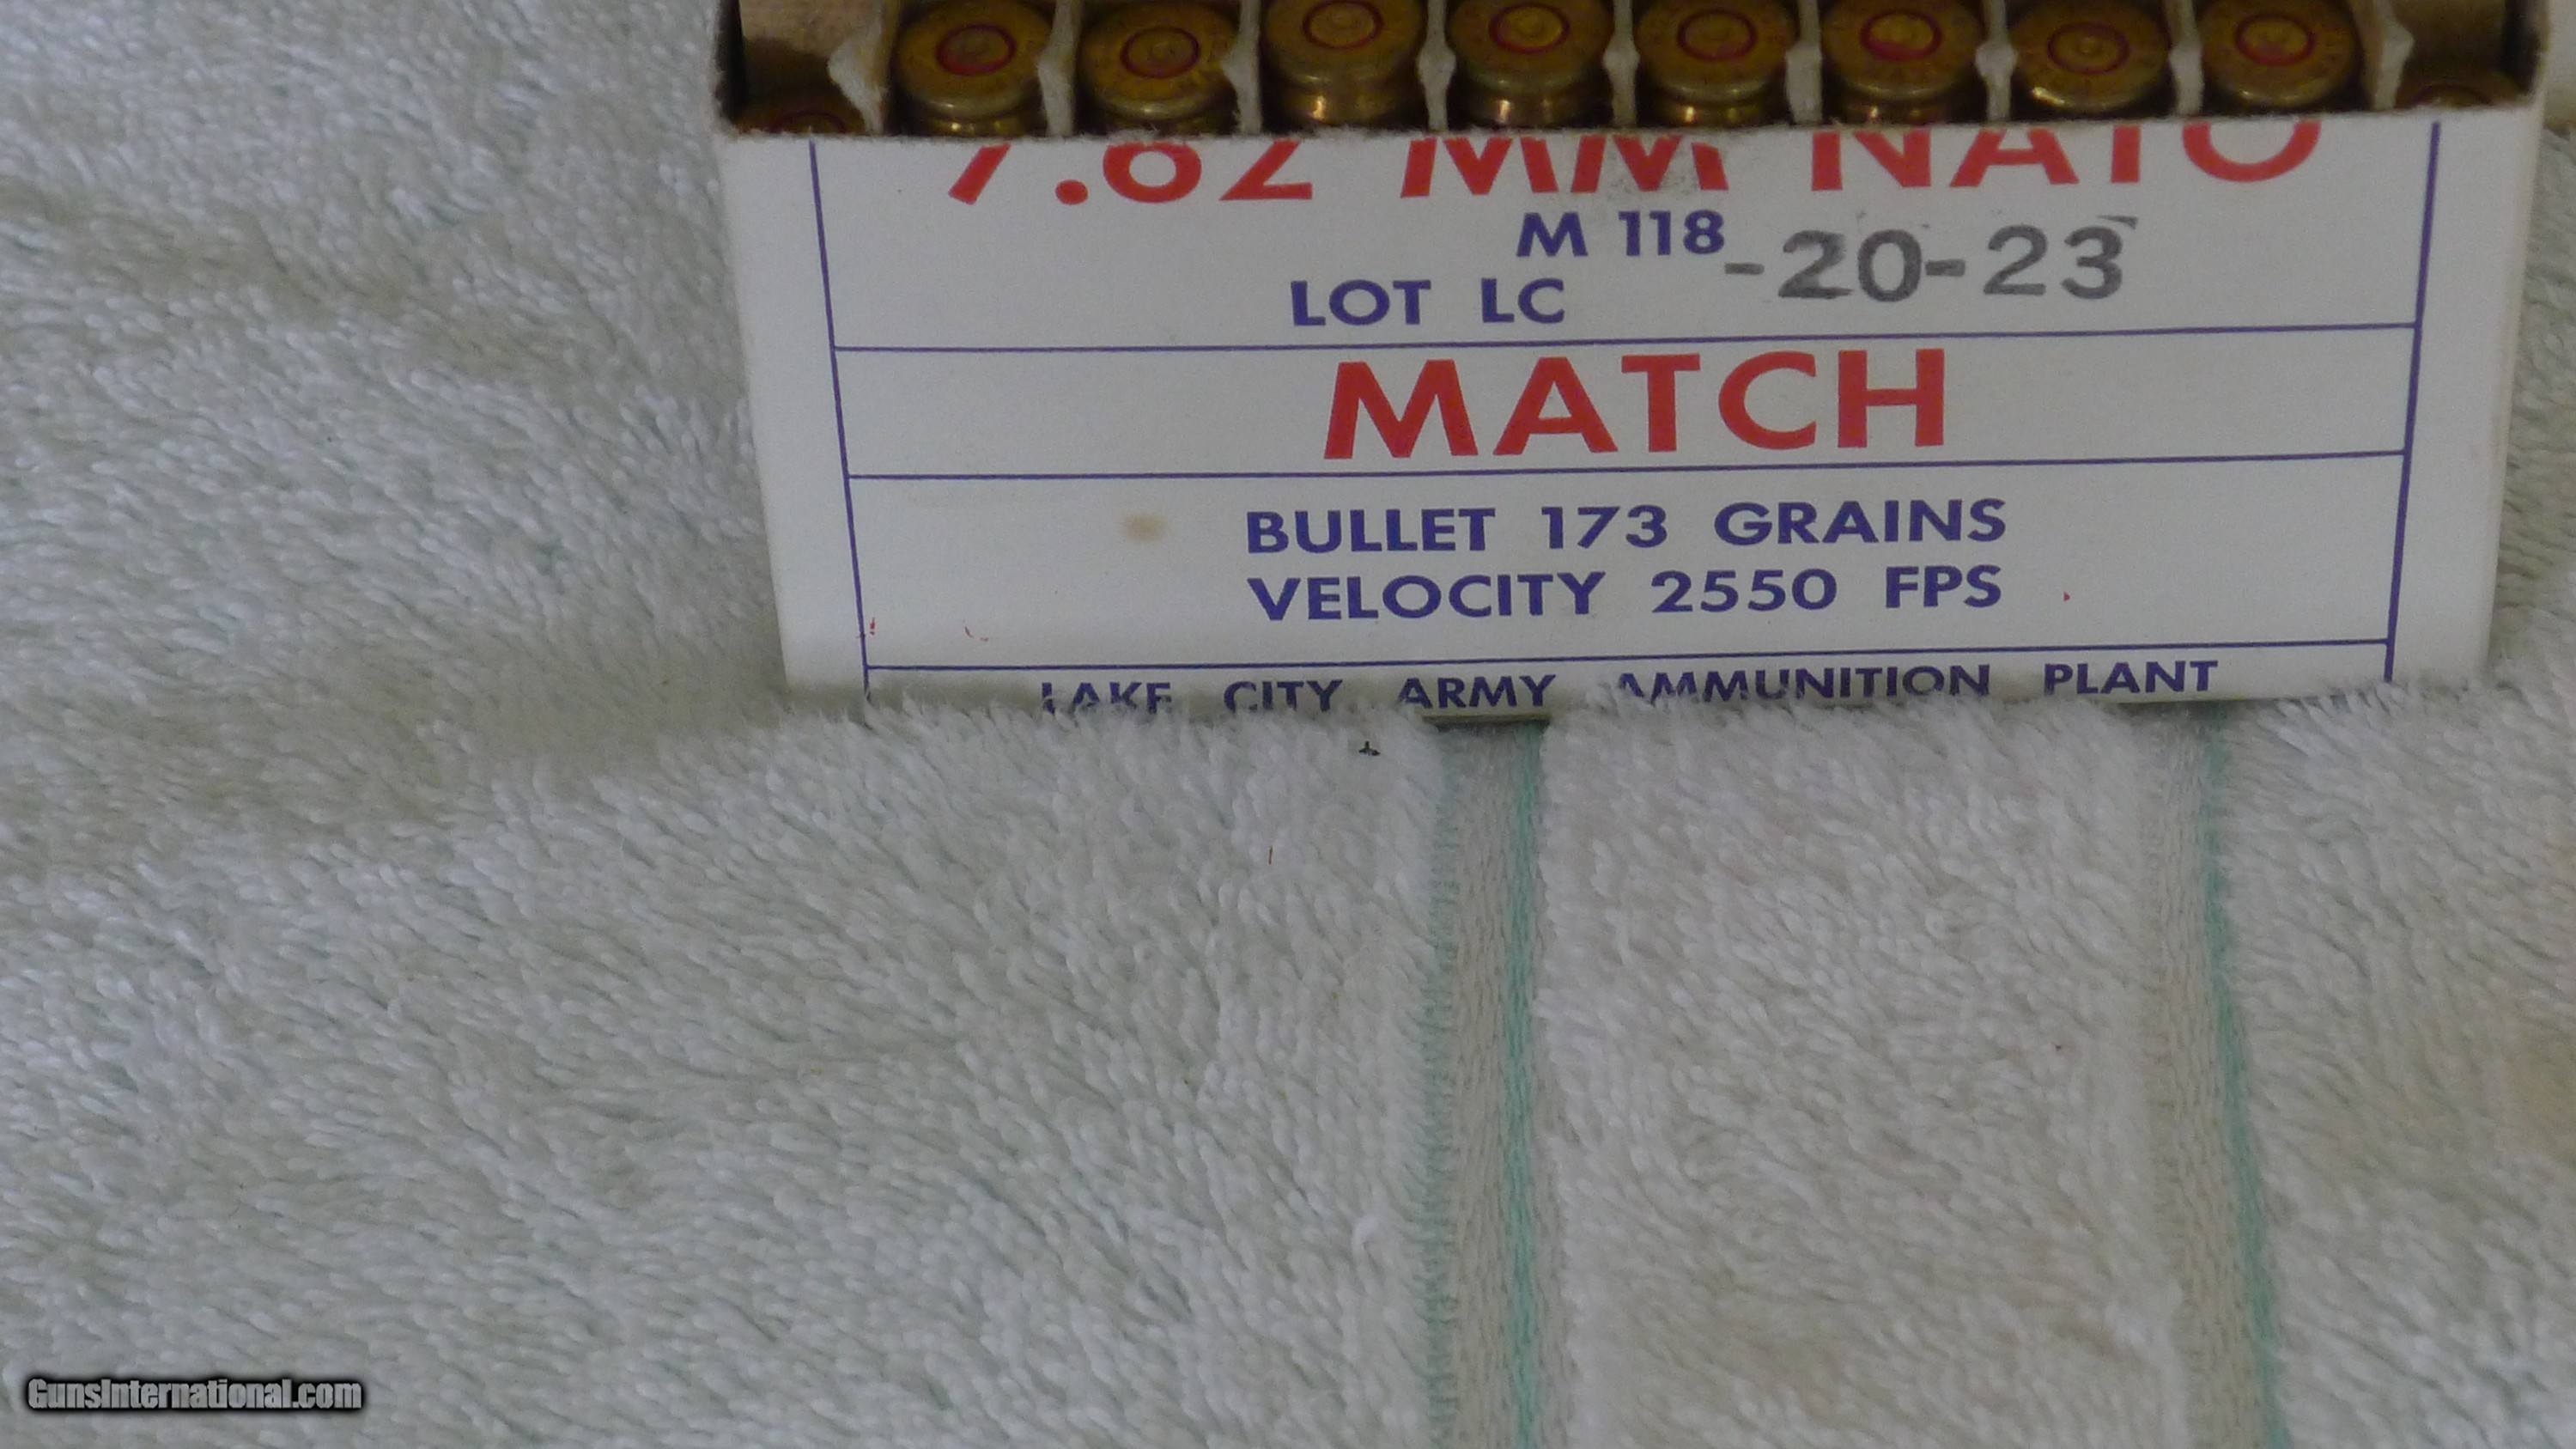 7.62 MM NATO
M 118
LOT LC -20-23
MATCH
BULLET 173 GRAINS
VELOCITY 2550 FPS
LAKE CITY ARMY AMMUNITION PLANT
GunsInternational.com